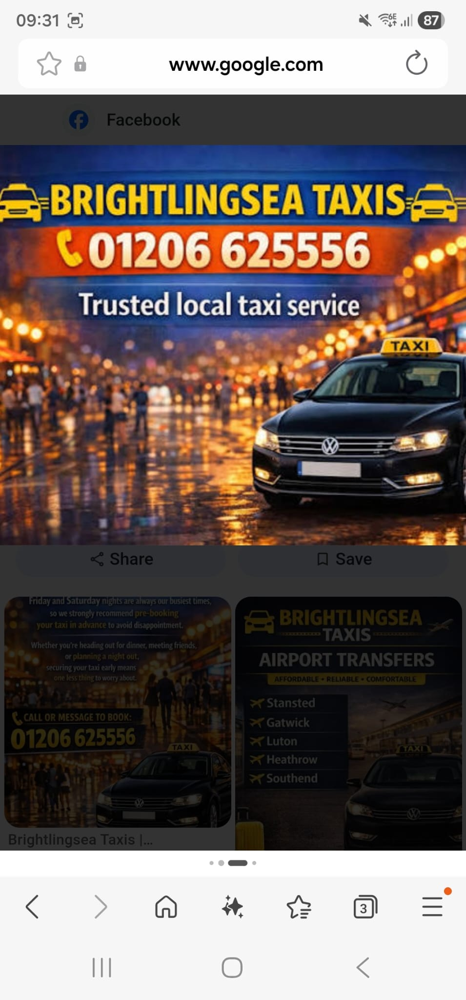 09:31
6E
87
www.google.com
Facebook
BRIGHTLINGSEA TAXIS
01206 625556
Trusted local taxi service
TAXI
Share
Save
Friday and Saturday nights are always our busiest times,
so we strongly recommend pre-booking
your taxi in advance to avoid disappointment.
Whether you're heading out for dinner, meeting friends,
or planning a night out,
securing your taxi early means
one less thing to worry about.
CALL OR MESSAGE TO BOOK:
01206 625556
TAXI
Brightlingsea Taxis |...
BRIGHTLINGSEA
TAXIS
AIRPORT TRANSFERS
AFFORDABLE • RELIABLE • COMFORTABLE
Stansted
Gatwick
Luton
Heathrow
Southend
TAXI
3